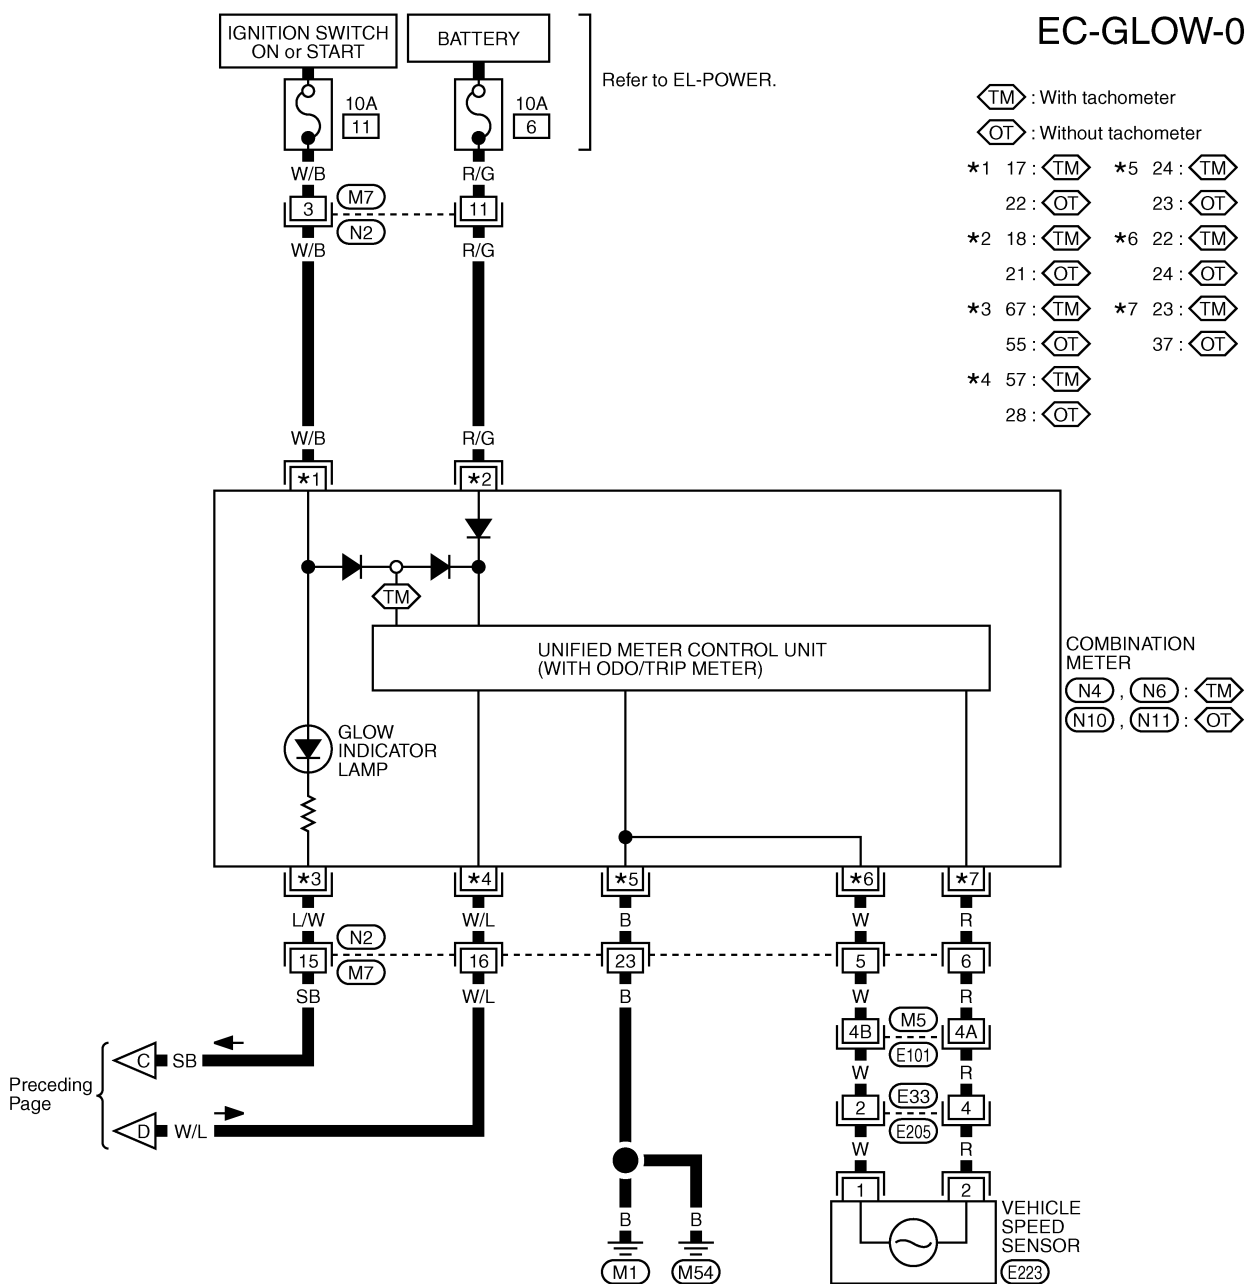 EC-GLOW-0
IGNITION SWITCH
ON or START
BATTERY
Refer to EL-POWER.
10A
11
10A
6
TM : With tachometer
OT : Without tachometer
*1 17 : TM
22 : OT
*2 18 : TM
21 : OT
*3 67 : TM
55 : OT
*4 57 : TM
28 : OT
*5 24 : TM
23 : OT
*6 22 : TM
24 : OT
*7 23 : TM
37 : OT
W/B
R/G
3
M7
N2
11
W/B
R/G
W/B
R/G
*1
*2
TM
UNIFIED METER CONTROL UNIT
(WITH ODO/TRIP METER)
COMBINATION
METER
N4 , N6 : TM
N10 , N11 : OT
GLOW
INDICATOR
LAMP
*3
*4
*5
*6
*7
L/W
W/L
B
W
R
15
N2
M7
16
23
5
6
SB
W/L
B
W
R
4B
M5
E101
4A
W
R
2
E33
E205
4
W
R
1
2
Preceding
Page
C
SB
D
W/L
B
B
M1
M54
VEHICLE
SPEED
SENSOR
E223